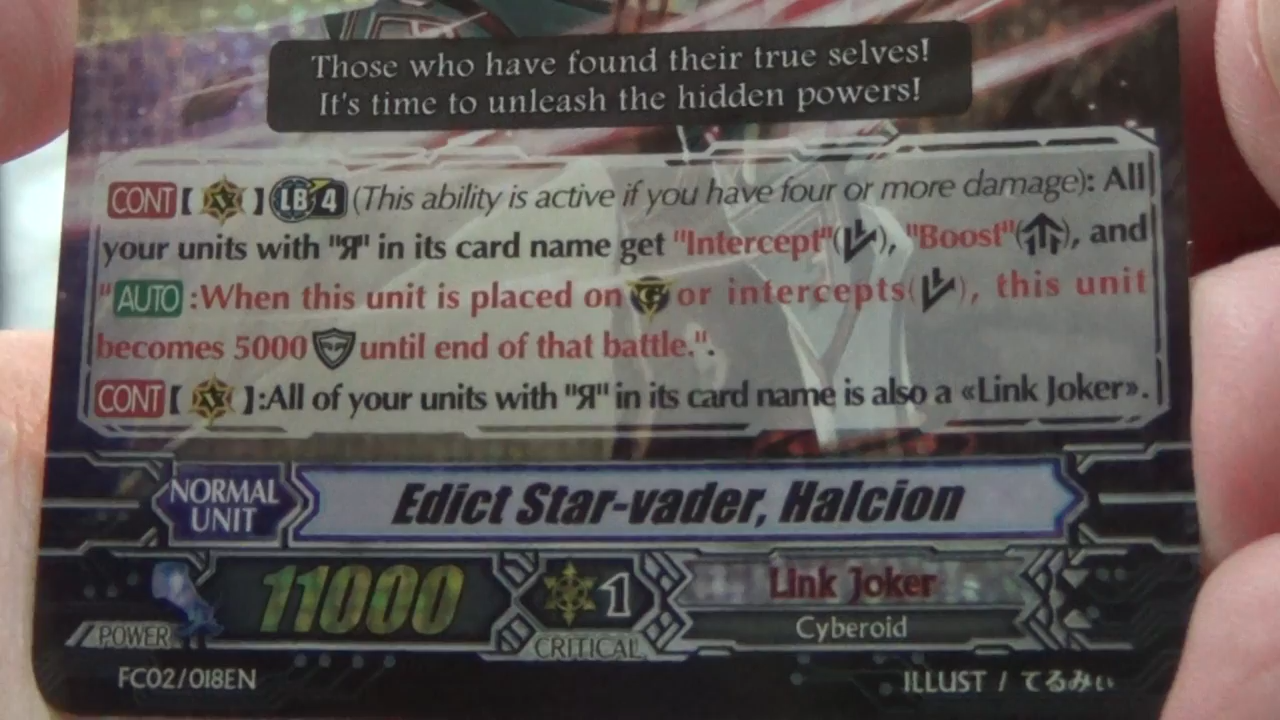 Those who have found their true selves!
It's time to unleash the hidden powers!
CONT【V】LB4(This ability is active if you have four or more damage): All
your units with "Я" in its card name get "Intercept"(), "Boost"(), and
"AUTO:When this unit is placed on G or intercepts(), this unit
becomes 5000 until end of that battle.".
CONT【V】:All of your units with "Я" in its card name is also a «Link Joker».
NORMAL
UNIT
Edict Star-vader, Halcion
11000
1
Link Joker
POWER
CRITICAL
Cyberoid
FC02/018EN
ILLUST / てるみぃ